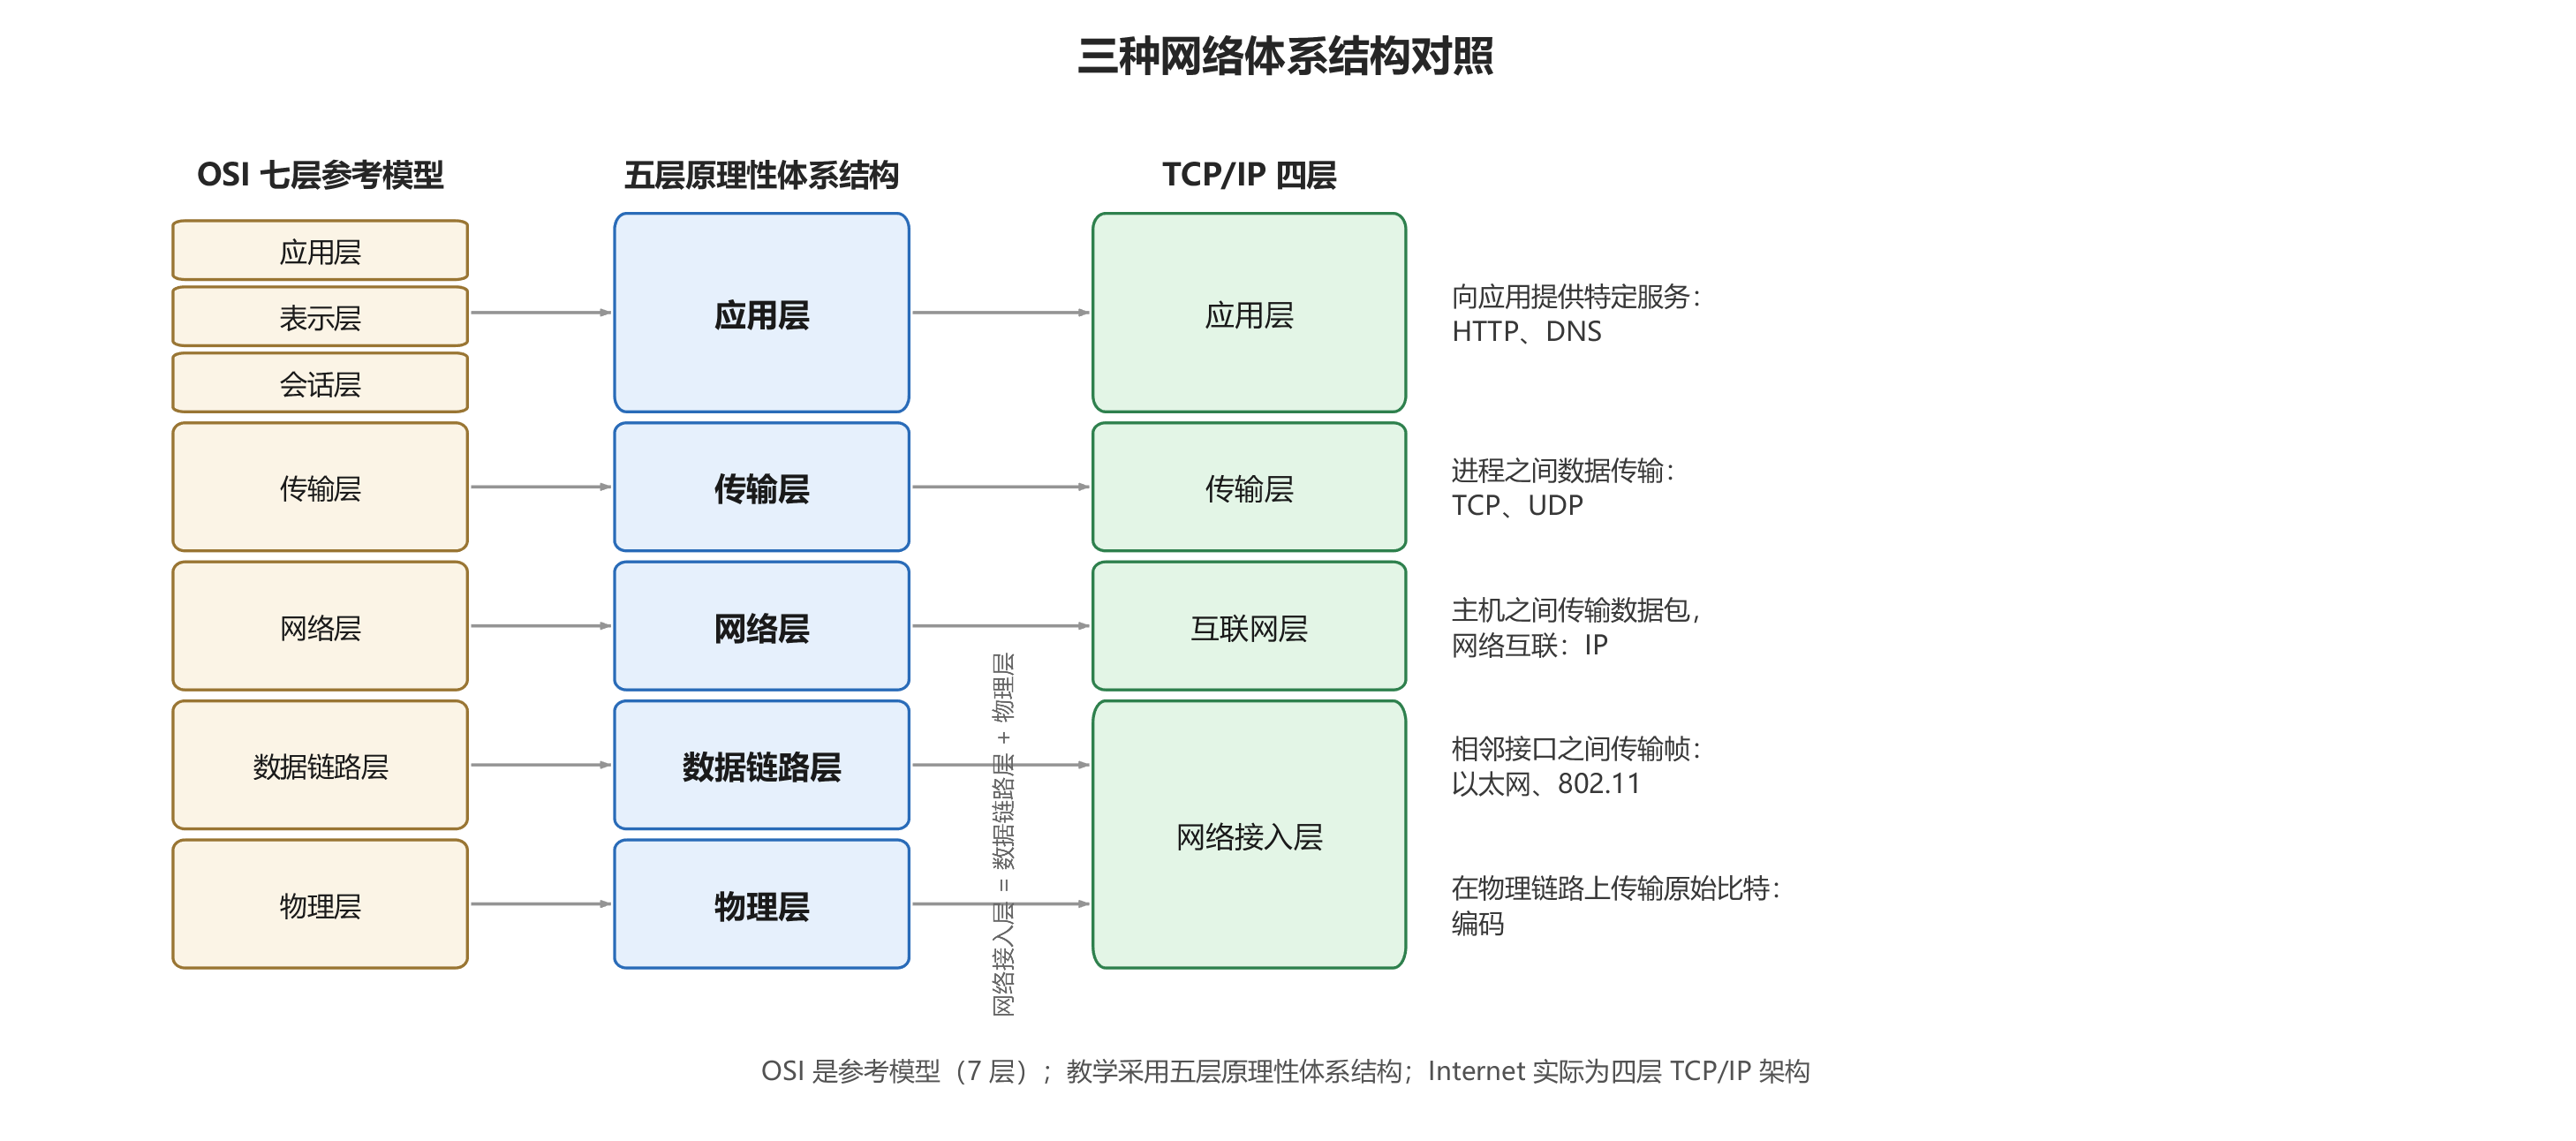 三种网络体系结构对照
OSI 七层参考模型
五层原理性体系结构
TCP/IP 四层
应用层
表示层
会话层
传输层
网络层
数据链路层
物理层
应用层
传输层
网络层
数据链路层
物理层
应用层
传输层
互联网层
网络接入层
网络接入层 = 数据链路层 + 物理层
向应用提供特定服务：
HTTP、DNS
进程之间数据传输：
TCP、UDP
主机之间传输数据包，
网络互联：IP
相邻接口之间传输帧：
以太网、802.11
在物理链路上传输原始比特：
编码
OSI 是参考模型（7 层）；教学采用五层原理性体系结构；Internet 实际为四层 TCP/IP 架构